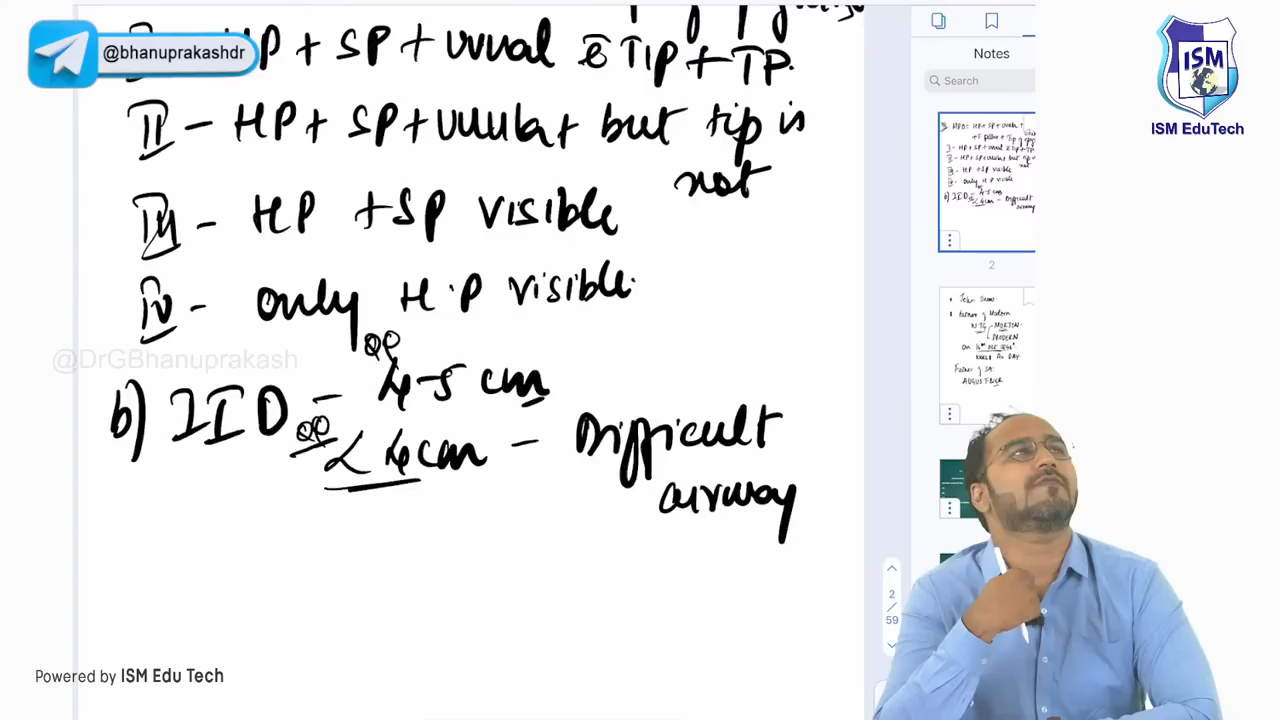 @bhanuprakashdr
HP + SP + uvual c̄ Tip + TP.
II - HP + SP + uvula + but tip is
not
III - HP + SP visible
IV - only H.P visible.
@DrGBhanuprakash
b) IID - 4-5 cm
< 4cm - Difficult
airway
Powered by ISM Edu Tech
Notes
Search
2
2
59
ISM
ISM EduTech